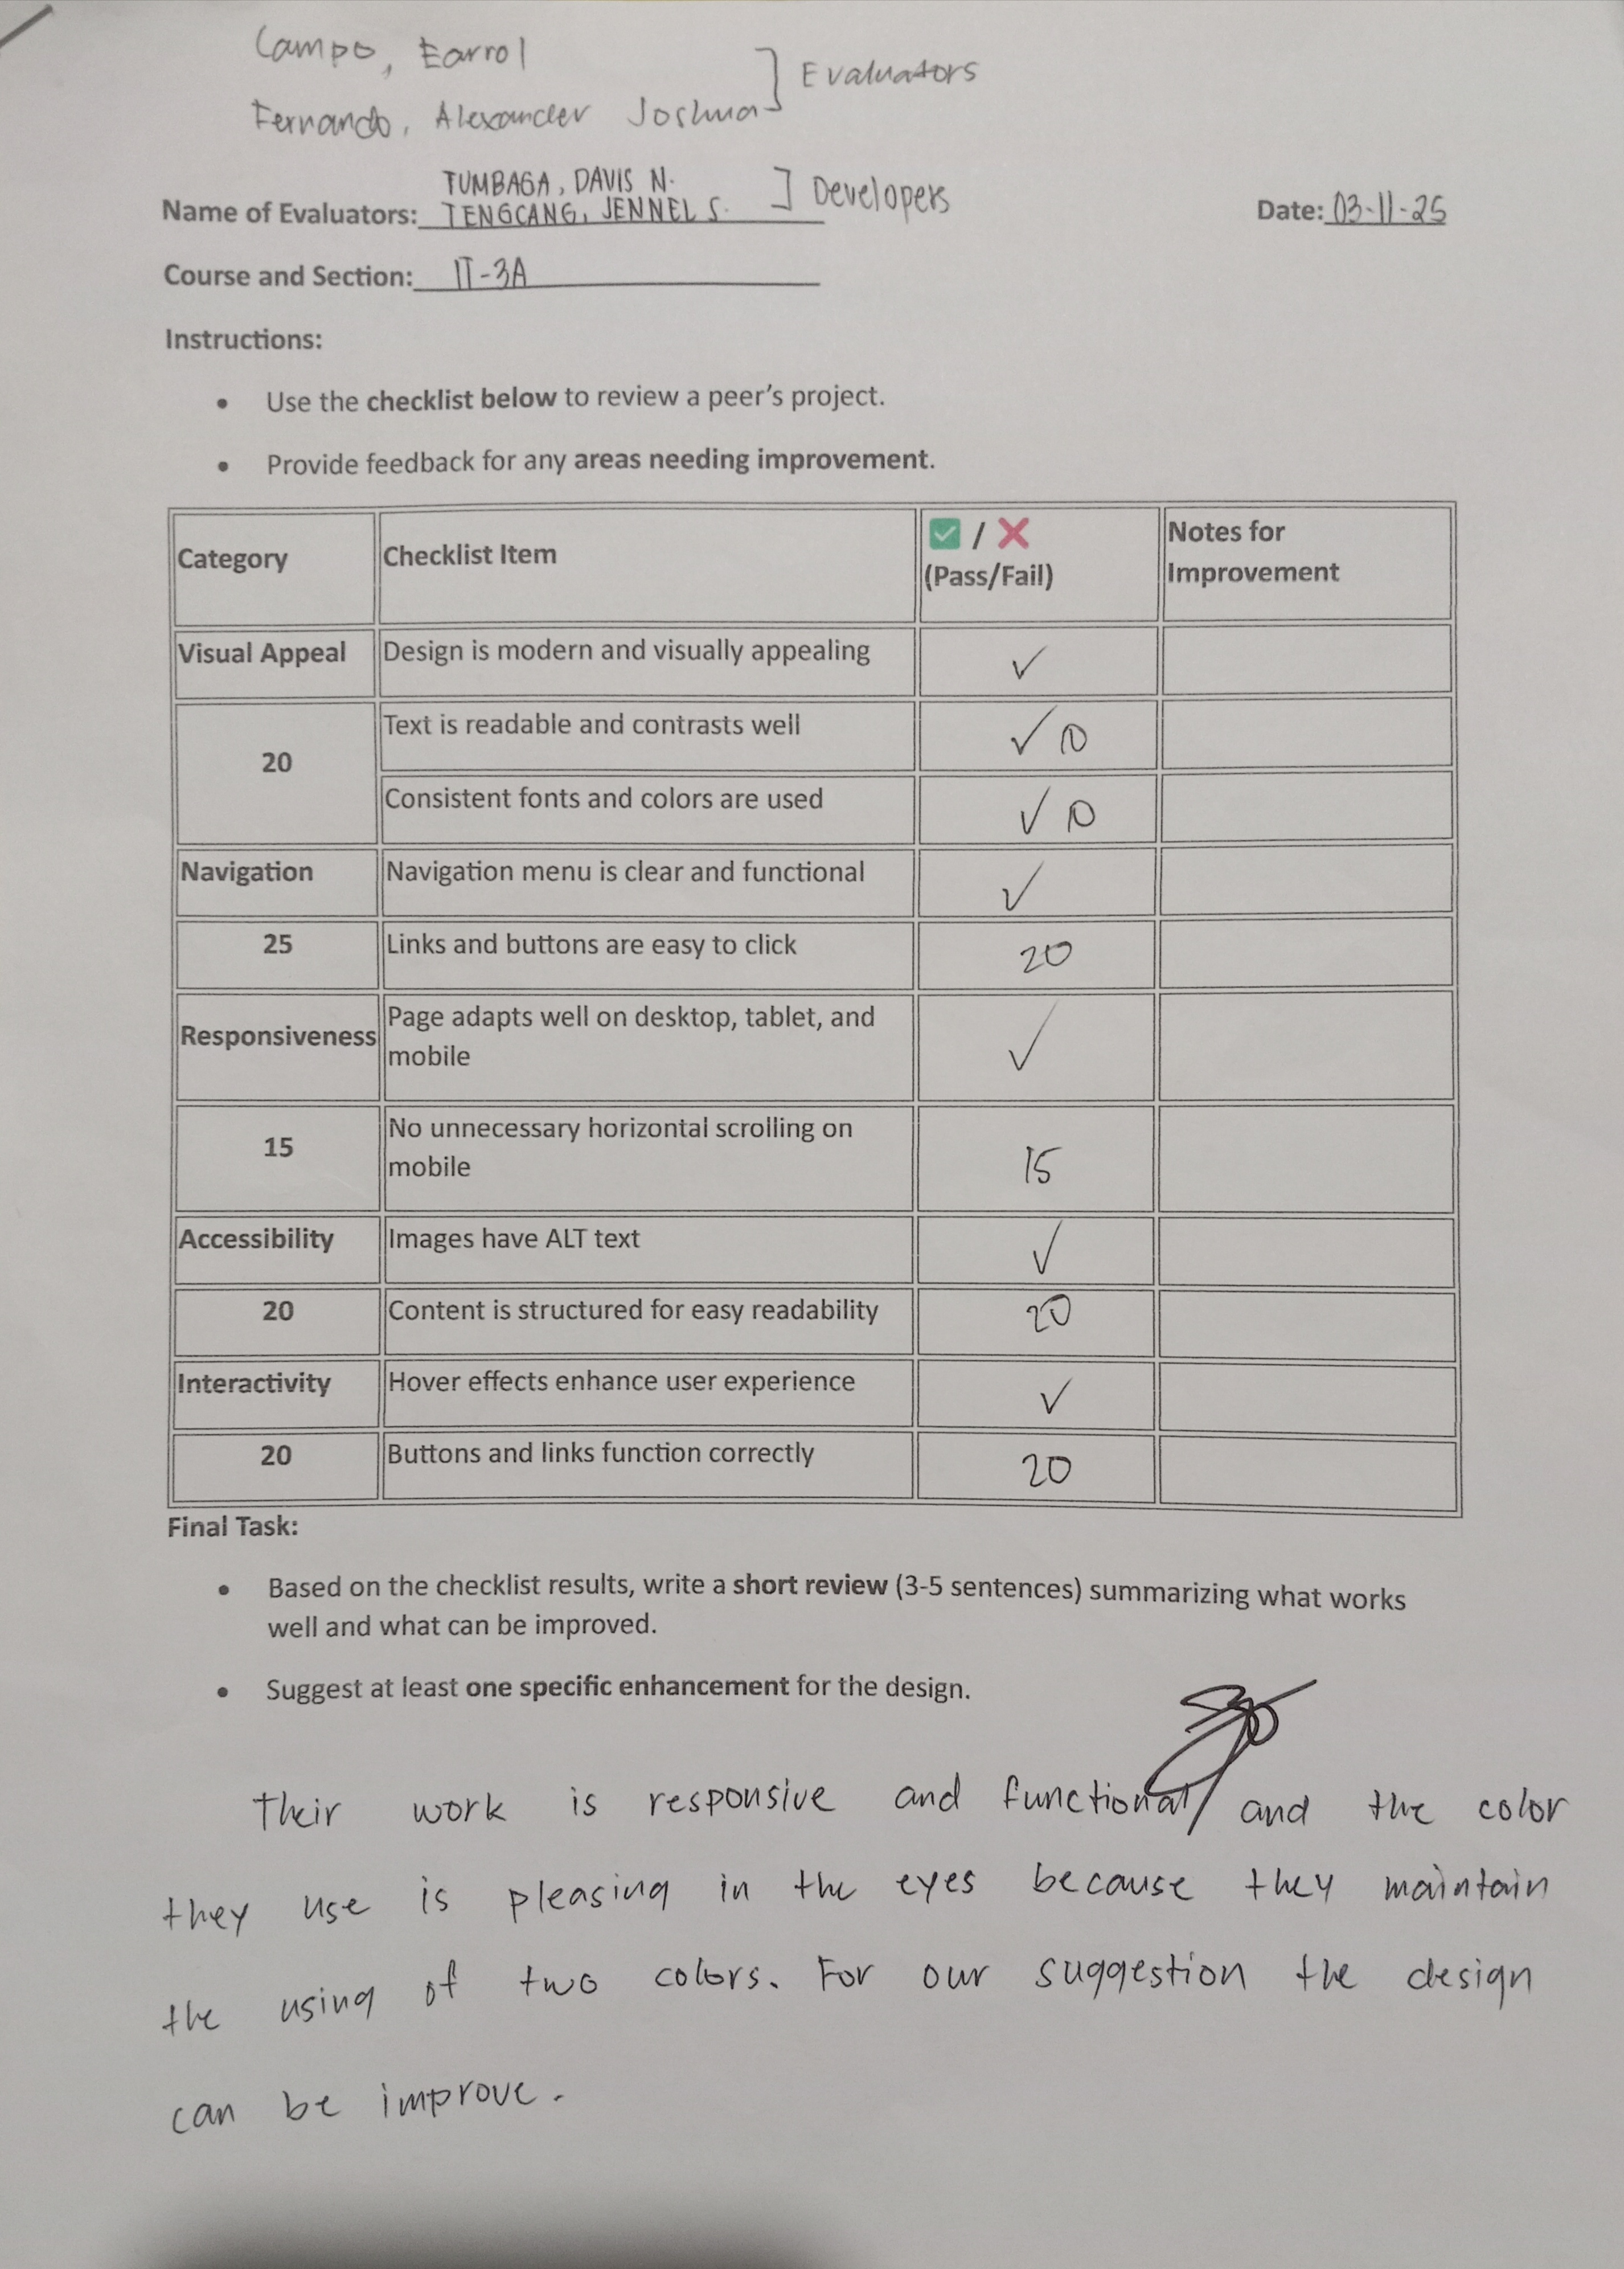 Campo, Earrol
Fernando, Alexander Joshua ] Evaluators
TUMBAGA, DAVIS N.
Name of Evaluators: TENGCANG, JENNEL S. ] Developers Date: 03-11-25
Course and Section: IT-3A
Instructions:
• Use the checklist below to review a peer's project.
• Provide feedback for any areas needing improvement.
Category Checklist Item ✅ / ❌ (Pass/Fail) Notes for Improvement
Visual Appeal Design is modern and visually appealing ✓
20 Text is readable and contrasts well ✓ 10
Consistent fonts and colors are used ✓ 10
Navigation Navigation menu is clear and functional ✓
25 Links and buttons are easy to click 20
Responsiveness Page adapts well on desktop, tablet, and mobile ✓
15 No unnecessary horizontal scrolling on mobile 15
Accessibility Images have ALT text ✓
20 Content is structured for easy readability 20
Interactivity Hover effects enhance user experience ✓
20 Buttons and links function correctly 20
Final Task:
• Based on the checklist results, write a short review (3-5 sentences) summarizing what works
well and what can be improved.
• Suggest at least one specific enhancement for the design.
Their work is responsive and functional and the color
they use is pleasing in the eyes because they maintain
the using of two colors. For our suggestion the design
can be improve.